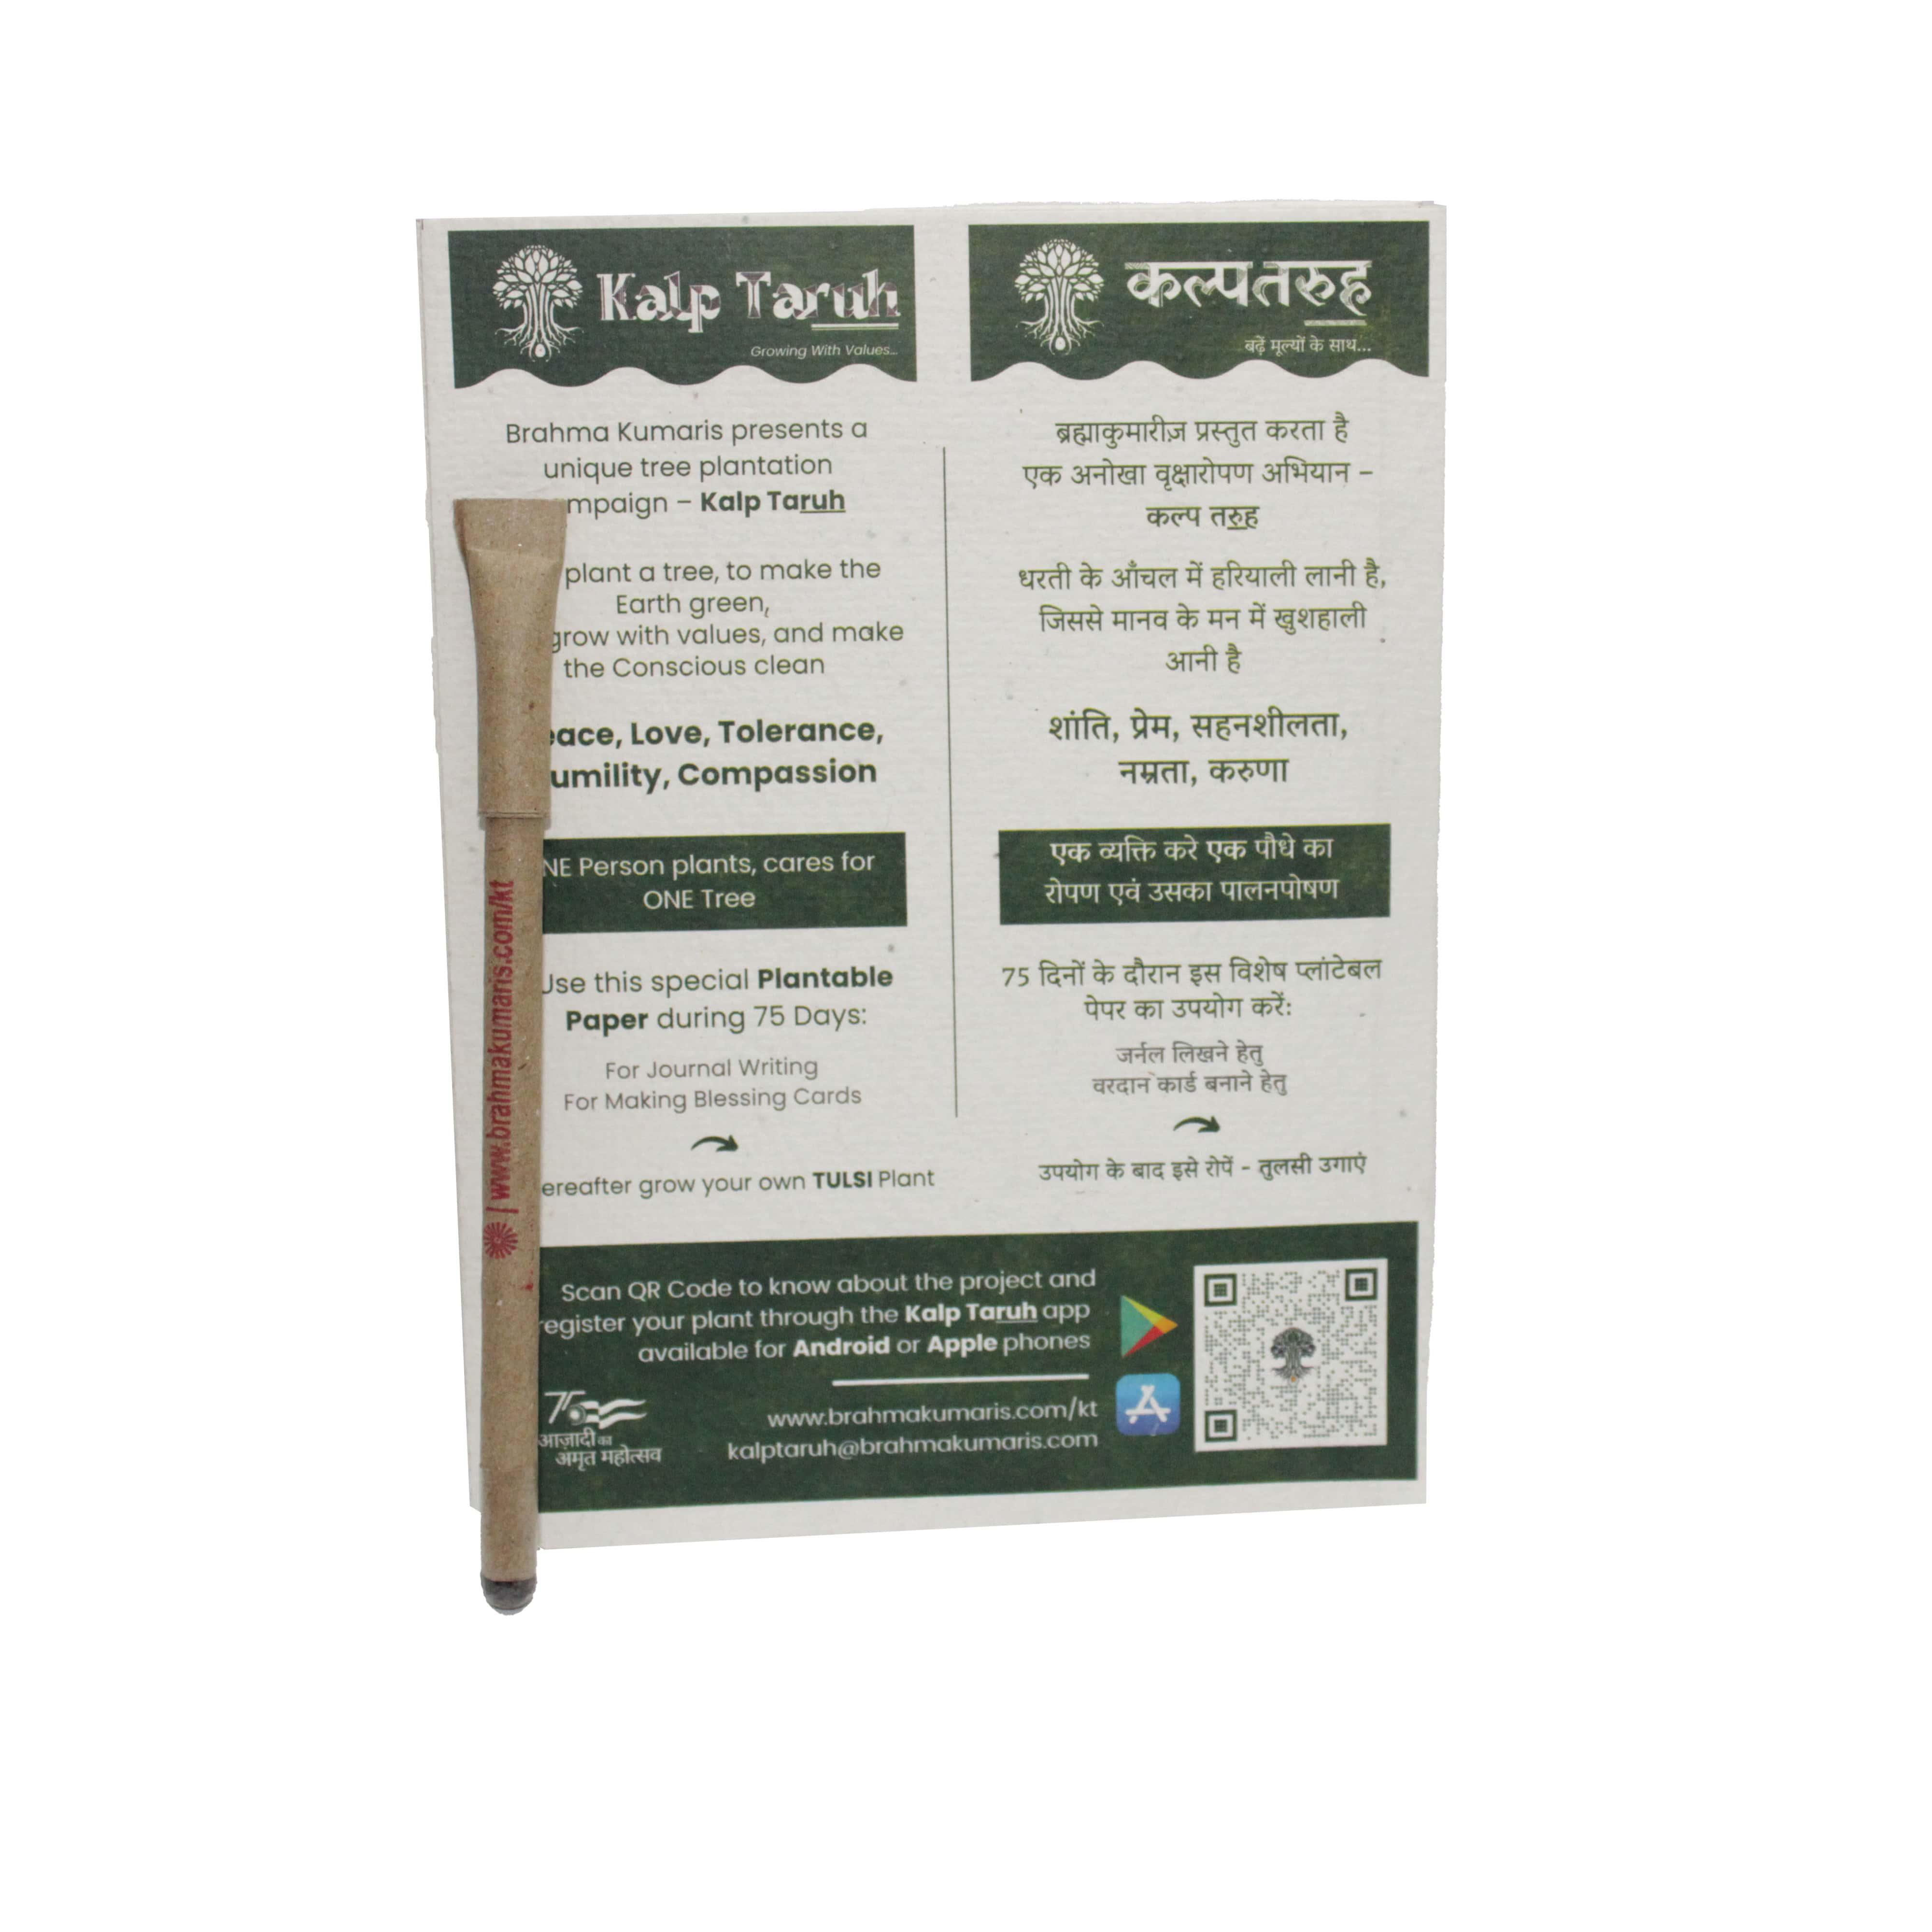 Kalp Taruh
Growing With Values...
Brahma Kumaris presents a
unique tree plantation
mpaign – Kalp Taruh
plant a tree, to make the
Earth green,
grow with values, and make
the Conscious clean
eace, Love, Tolerance,
umility, Compassion
NE Person plants, cares for
ONE Tree
Use this special Plantable
Paper during 75 Days:
For Journal Writing
For Making Blessing Cards
ereafter grow your own TULSI Plant
कल्पतरुह
बढ़ें मूल्यों के साथ...
ब्रह्माकुमारीज़ प्रस्तुत करता है
एक अनोखा वृक्षारोपण अभियान –
कल्प तरुह
धरती के आँचल में हरियाली लानी है,
जिससे मानव के मन में खुशहाली
आनी है
शांति, प्रेम, सहनशीलता,
नम्रता, करुणा
एक व्यक्ति करे एक पौधे का
रोपण एवं उसका पालनपोषण
75 दिनों के दौरान इस विशेष प्लांटेबल
पेपर का उपयोग करें:
जर्नल लिखने हेतु
वरदान कार्ड बनाने हेतु
उपयोग के बाद इसे रोपें - तुलसी उगाएं
Scan QR Code to know about the project and
egister your plant through the Kalp Taruh app
available for Android or Apple phones
www.brahmakumaris.com/kt
kalptaruh@brahmakumaris.com
75
आज़ादी का
अमृत महोत्सव
| www.brahmakumaris.com/kt